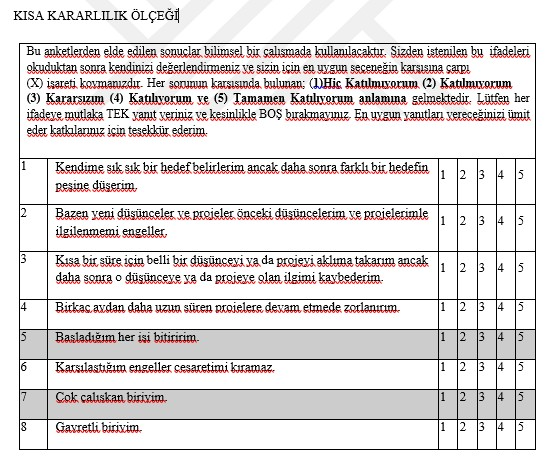 KISA KARARLILIK ÖLÇEĞİ
Bu anketlerden elde edilen sonuçlar bilimsel bir çalışmada kullanılacaktır. Sizden istenilen bu ifadeleri
okuduktan sonra kendinizi değerlendirmeniz ve sizin için en uygun seçeneğin karşısına çarpı
(X) işareti koymanızdır. Her sorunun karşısında bulunan; (1)Hiç Katılmıyorum (2) Katılmıyorum
(3) Kararsızım (4) Katılıyorum ve (5) Tamamen Katılıyorum anlamına gelmektedir. Lütfen her
ifadeye mutlaka TEK yanıt veriniz ve kesinlikle BOŞ bırakmayınız. En uygun yanıtları vereceğinizi ümit
eder katkılarınız için teşekkür ederim.
1 Kendime sık sık bir hedef belirlerim ancak daha sonra farklı bir hedefin 1 2 3 4 5
peşine düşerim.
2 Bazen yeni düşünceler ve projeler önceki düşüncelerim ve projelerimle 1 2 3 4 5
ilgilenmemi engeller.
3 Kısa bir süre için belli bir düşünceyi ya da projeyi aklıma takarım ancak 1 2 3 4 5
daha sonra o düşünceye ya da projeye olan ilgimi kaybederim.
4 Birkaç aydan daha uzun süren projelere devam etmede zorlanırım. 1 2 3 4 5
5 Başladığım her işi bitiririm. 1 2 3 4 5
6 Karşılaştığım engeller cesaretimi kıramaz. 1 2 3 4 5
7 Çok çalışkan biriyim. 1 2 3 4 5
8 Gayretli biriyim. 1 2 3 4 5